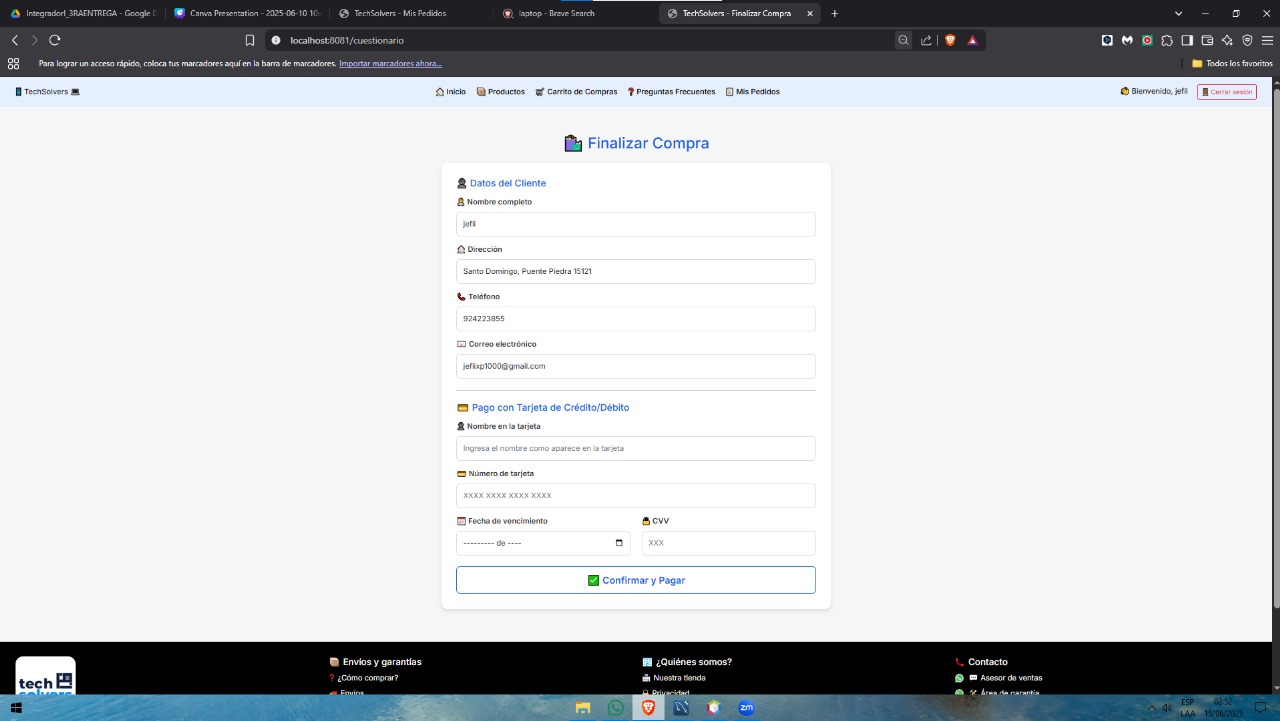 IntegradorI_3RAENTREGA - Google D
Canva Presentation - 2025-06-10 10
TechSolvers - Mis Pedidos
laptop - Brave Search
TechSolvers - Finalizar Compra
localhost:8081/cuestionario
Para lograr un acceso rápido, coloca tus marcadores aquí en la barra de marcadores. Importar marcadores ahora...
Todos los favoritos
TechSolvers
Inicio
Productos
Carrito de Compras
Preguntas Frecuentes
Mis Pedidos
Bienvenido, jefli
Cerrar sesión
Finalizar Compra
Datos del Cliente
Nombre completo
jefli
Dirección
Santo Domingo, Puente Piedra 15121
Teléfono
924223855
Correo electrónico
jeflixp1000@gmail.com
Pago con Tarjeta de Crédito/Débito
Nombre en la tarjeta
Ingresa el nombre como aparece en la tarjeta
Número de tarjeta
XXXX XXXX XXXX XXXX
Fecha de vencimiento
CVV
--------- de ----
XXX
Confirmar y Pagar
tech
solvers
Envíos y garantías
¿Cómo comprar?
Envíos
¿Quiénes somos?
Nuestra tienda
Privacidad
Contacto
Asesor de ventas
Área de garantía
zm
ESP
LAA
02:52
15/06/2025